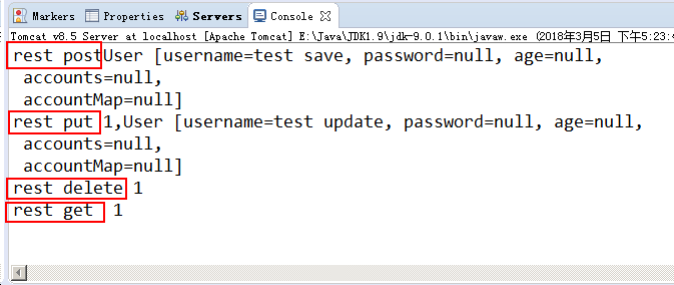 Markers Properties Servers Console
Tomcat v8.5 Server at localhost [Apache Tomcat] E:\Java\JDK1.9\jdk-9.0.1\bin\javaw.exe (2018年3月5日 下午5:23:
rest postUser [username=test save, password=null, age=null,
accounts=null,
accountMap=null]
rest put 1,User [username=test update, password=null, age=null,
accounts=null,
accountMap=null]
rest delete 1
rest get 1